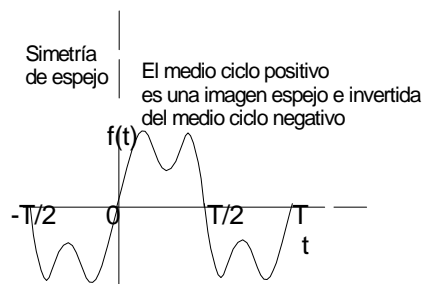 Simetría
de espejo
El medio ciclo positivo
es una imagen espejo e invertida
del medio ciclo negativo
f(t)
-T/2
0
T/2
T
t